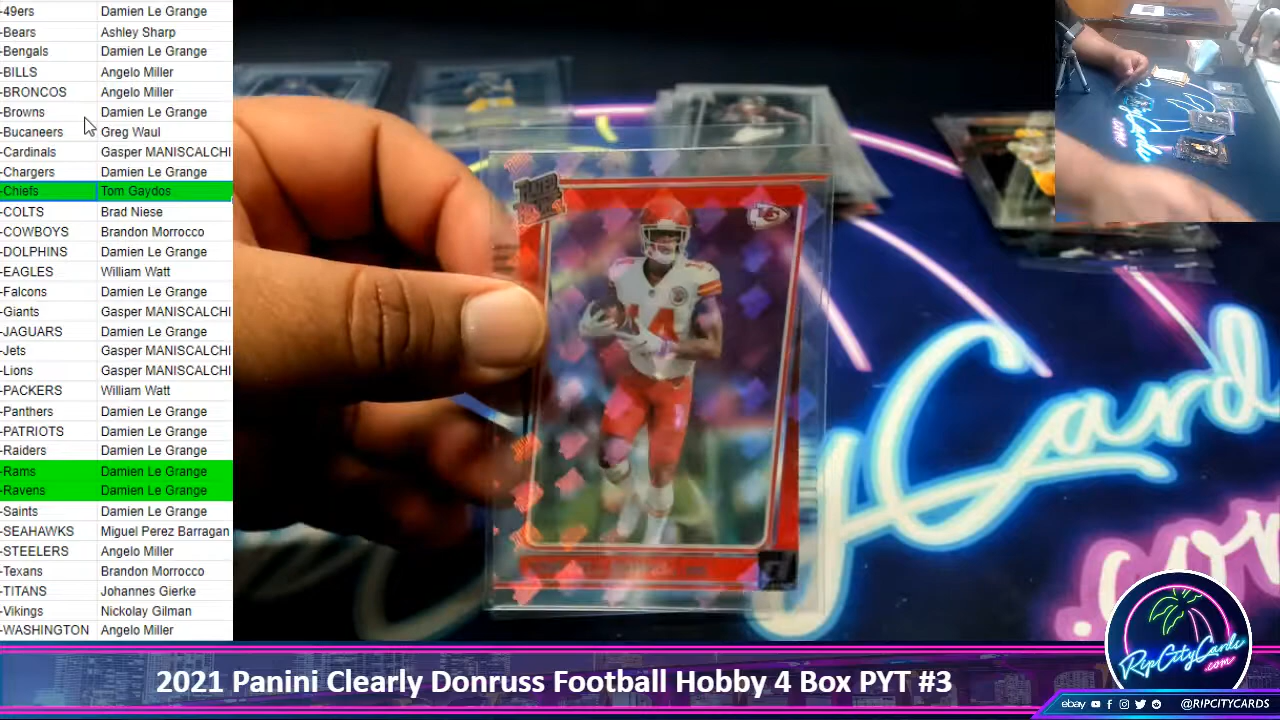 -49ers Damien Le Grange
-Bears Ashley Sharp
-Bengals Damien Le Grange
-BILLS Angelo Miller
-BRONCOS Angelo Miller
-Browns Damien Le Grange
-Bucaneers Greg Waul
-Cardinals Gasper MANISCALCHI
-Chargers Damien Le Grange
-Chiefs Tom Gaydos
-COLTS Brad Niese
-COWBOYS Brandon Morrocco
-DOLPHINS Damien Le Grange
-EAGLES William Watt
-Falcons Damien Le Grange
-Giants Gasper MANISCALCHI
-JAGUARS Damien Le Grange
-Jets Gasper MANISCALCHI
-Lions Gasper MANISCALCHI
-PACKERS William Watt
-Panthers Damien Le Grange
-PATRIOTS Damien Le Grange
-Raiders Damien Le Grange
-Rams Damien Le Grange
-Ravens Damien Le Grange
-Saints Damien Le Grange
-SEAHAWKS Miguel Perez Barragan
-STEELERS Angelo Miller
-Texans Brandon Morrocco
-TITANS Johannes Gierke
-Vikings Nickolay Gilman
-WASHINGTON Angelo Miller
RATED
14
Card
.com
RipCityCards
.com
2021 Panini Clearly Donruss Football Hobby 4 Box PYT #3
ebay @RIPCITYCARDS